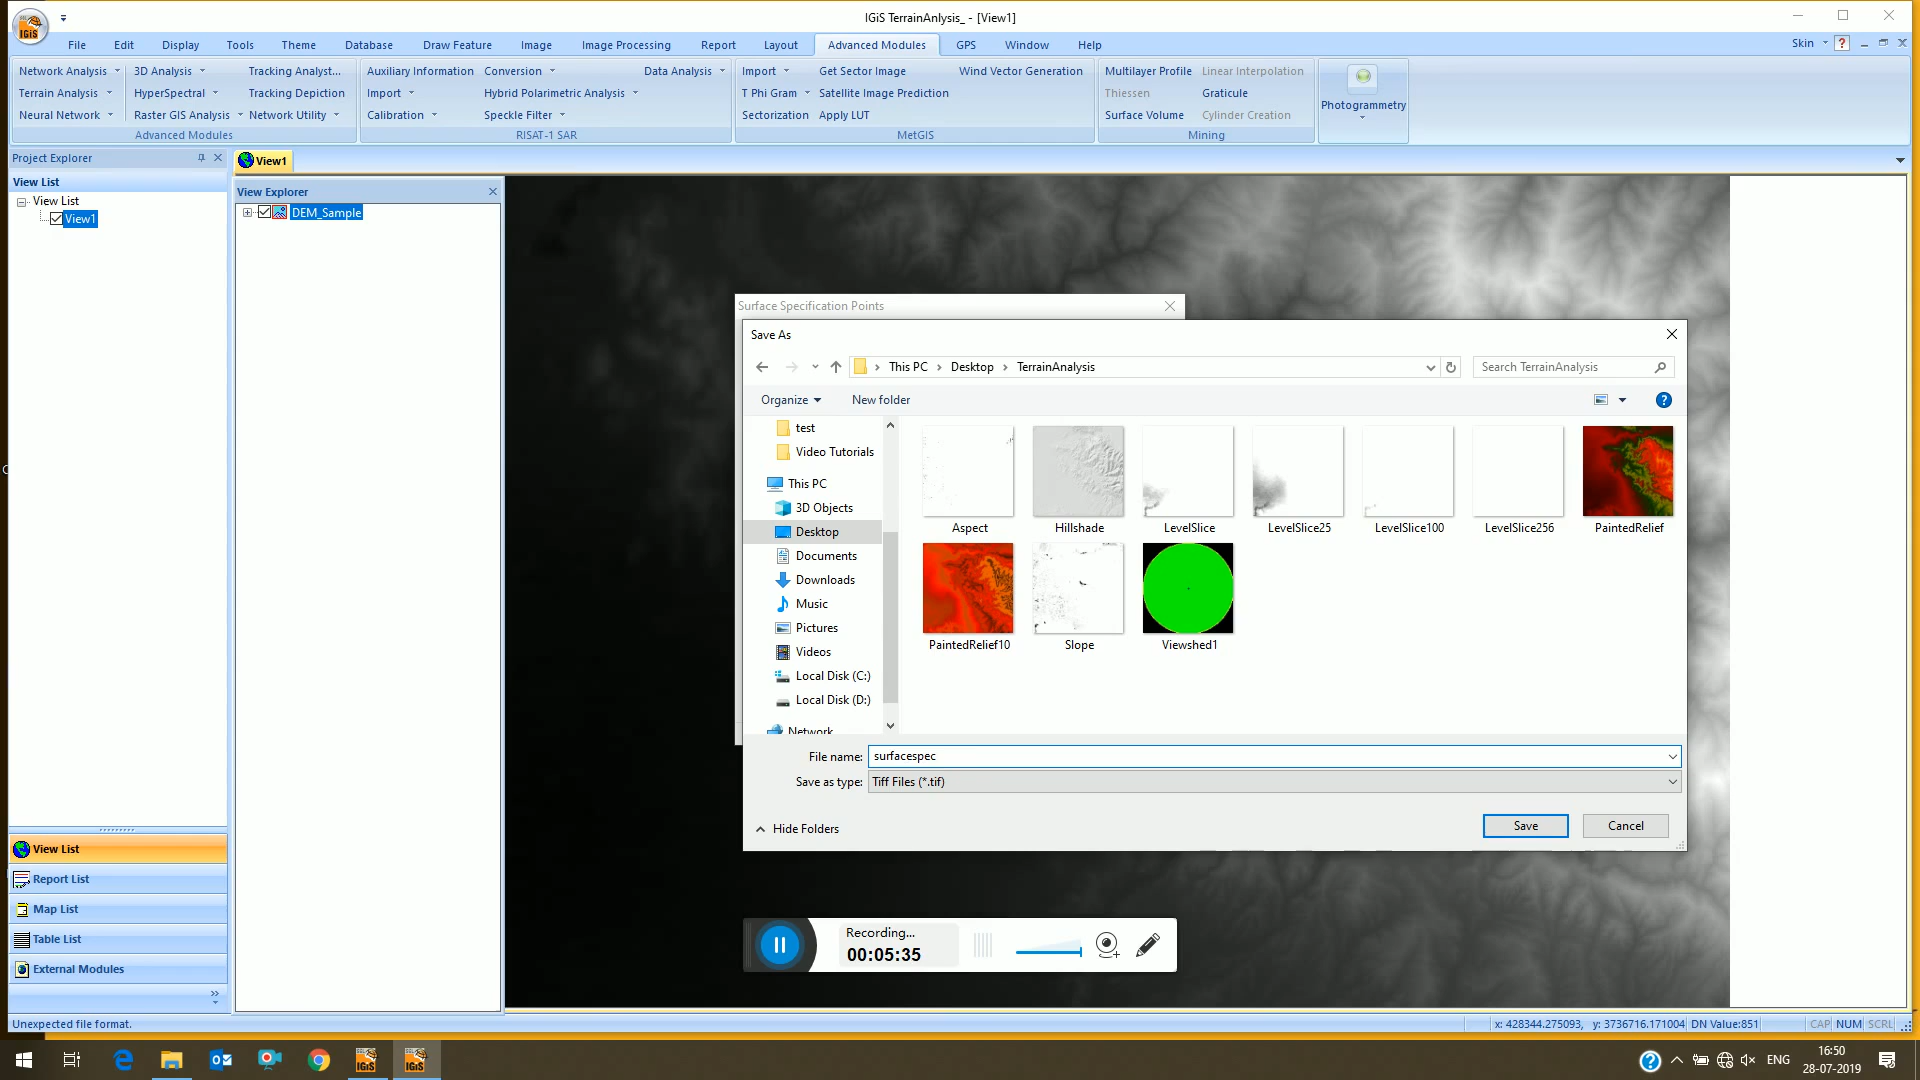 IGiS TerrainAnlysis_ - [View1]
File Edit Display Tools Theme Database Draw Feature Image Image Processing Report Layout Advanced Modules GPS Window Help Skin
Network Analysis 3D Analysis Tracking Analyst... Auxiliary Information Conversion Data Analysis Import Get Sector Image Wind Vector Generation Multilayer Profile Linear Interpolation
Terrain Analysis HyperSpectral Tracking Depiction Import Hybrid Polarimetric Analysis T Phi Gram Satellite Image Prediction Thiessen Graticule Photogrammetry
Neural Network Raster GIS Analysis Network Utility Calibration Speckle Filter Sectorization Apply LUT Surface Volume Cylinder Creation
Advanced Modules RISAT-1 SAR MetGIS Mining
Project Explorer
View List
View List
View1
View1
View Explorer
DEM_Sample
Surface Specification Points
Save As
This PC Desktop TerrainAnalysis
Search TerrainAnalysis
Organize New folder
test
Video Tutorials
This PC
3D Objects
Desktop
Documents
Downloads
Music
Pictures
Videos
Local Disk (C:)
Local Disk (D:)
Network
Aspect Hillshade LevelSlice LevelSlice25 LevelSlice100 LevelSlice256 PaintedRelief
PaintedRelief10 Slope Viewshed1
File name: surfacespec
Save as type: Tiff Files (*.tif)
Hide Folders Save Cancel
Recording...
00:05:35
View List
Report List
Map List
Table List
External Modules
Unexpected file format.
x: 428344.275093, y: 3736716.171004 DN Value:851 CAP NUM SCRL
ENG 16:50
28-07-2019